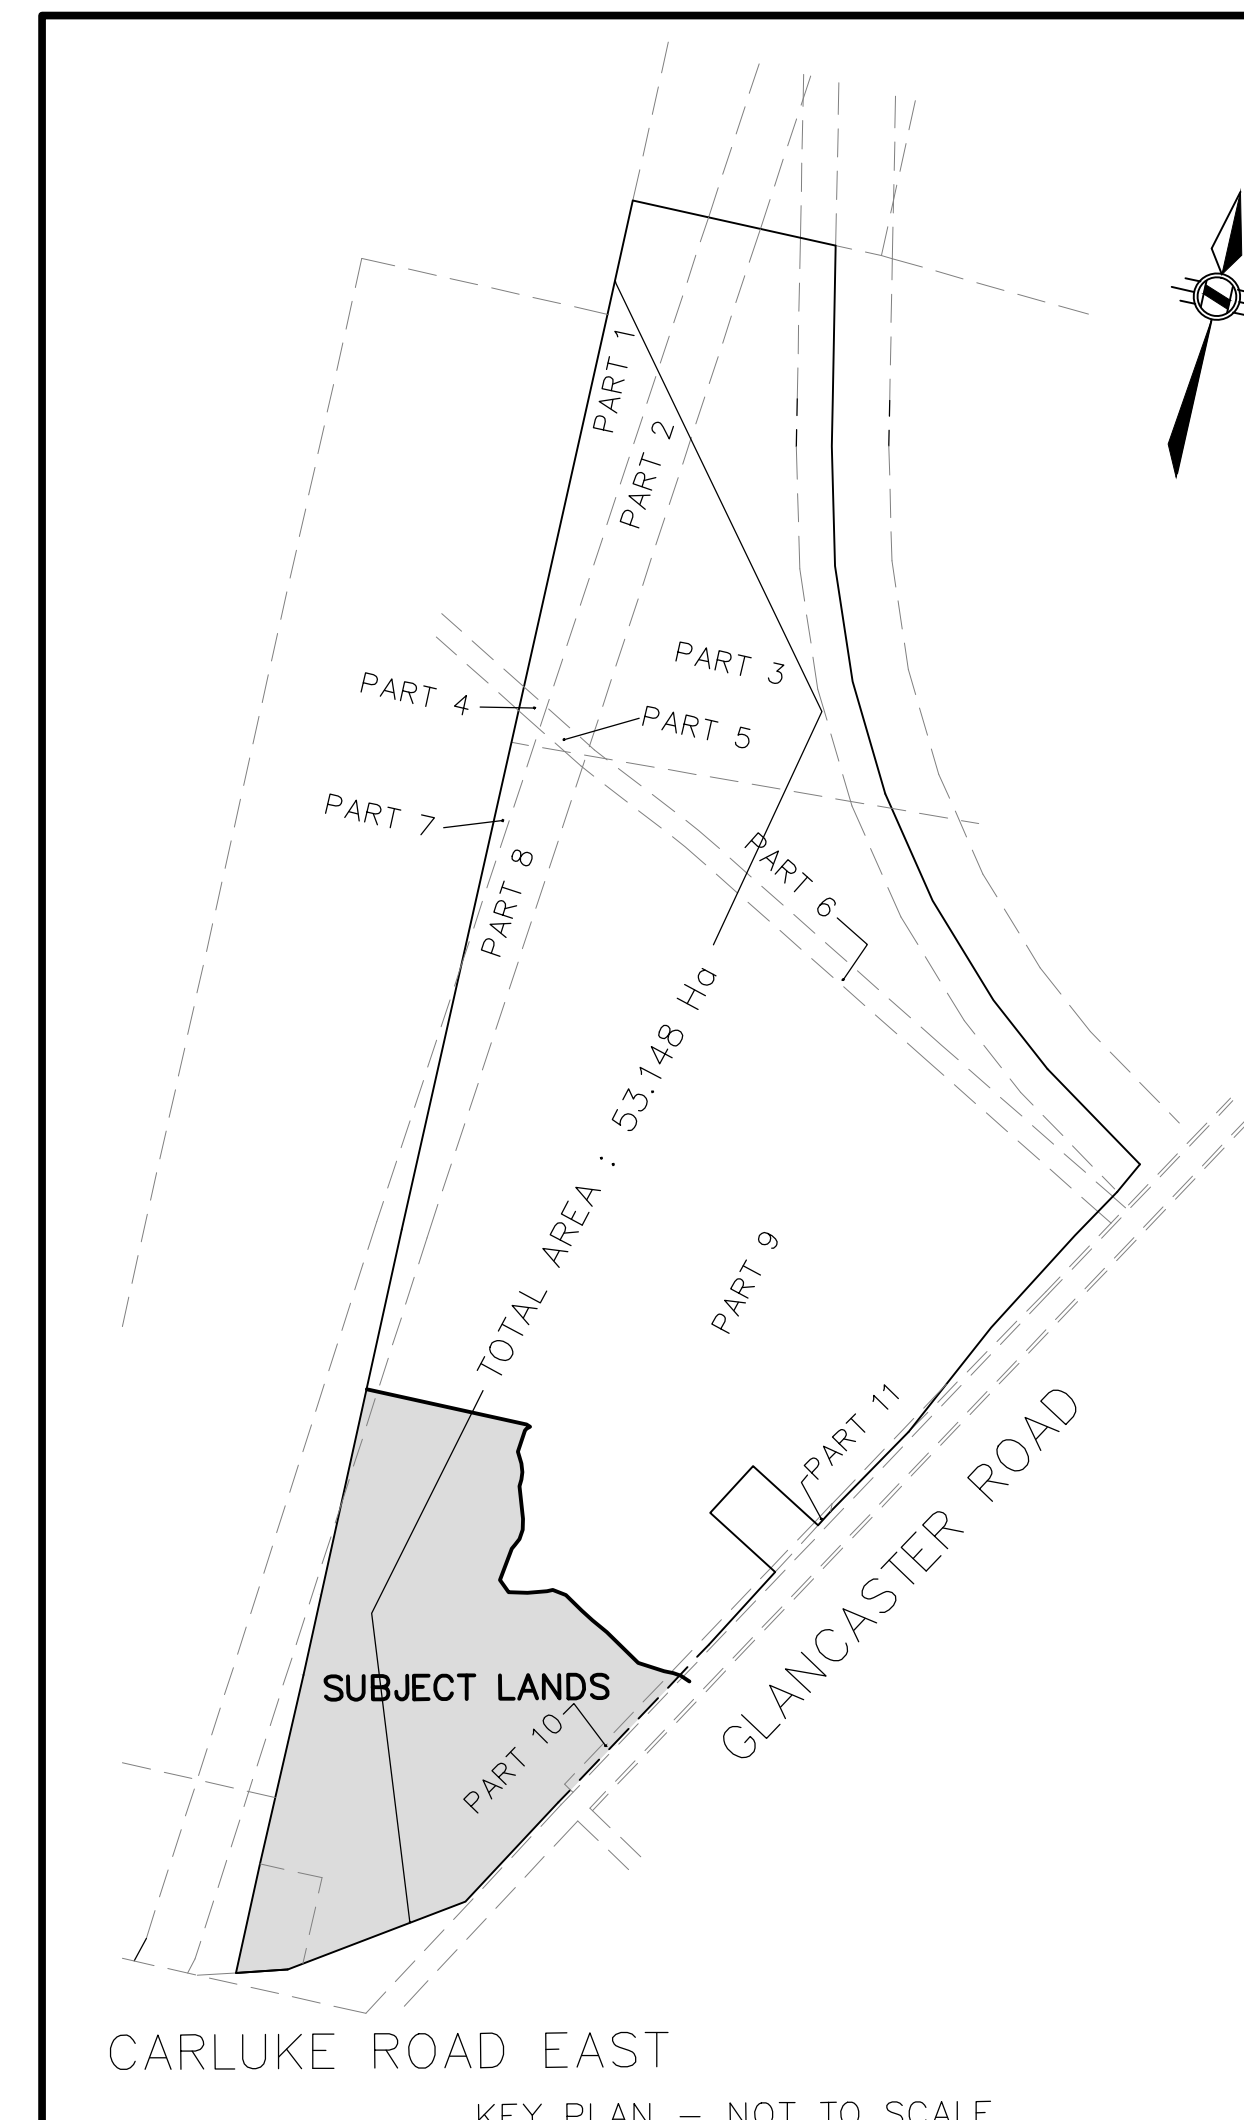 PART 1
PART 2
PART 3
PART 4
PART 5
PART 7
PART 6
PART 8
TOTAL AREA : 53.148 Ha
PART 9
PART 11
GLANCASTER ROAD
SUBJECT LANDS
PART 10
CARLUKE ROAD EAST
KEY PLAN – NOT TO SCALE